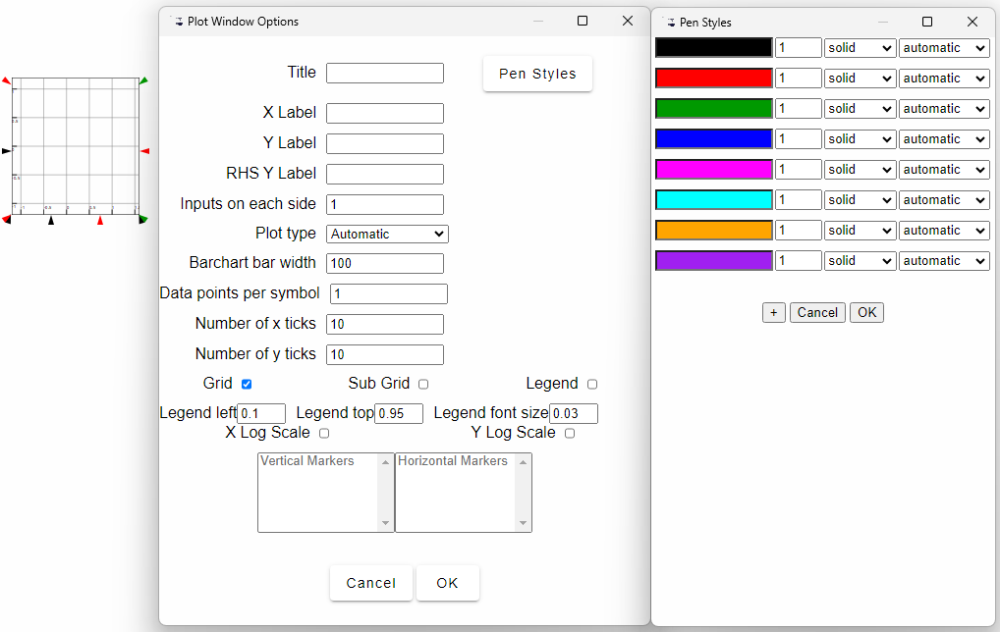 Plot Window Options
Title
Pen Styles
X Label
Y Label
RHS Y Label
Inputs on each side 1
Plot type Automatic
Barchart bar width 100
Data points per symbol 1
Number of x ticks 10
Number of y ticks 10
Grid Sub Grid Legend
Legend left 0.1 Legend top 0.95 Legend font size 0.03
X Log Scale Y Log Scale
Vertical Markers Horizontal Markers
Cancel OK
Pen Styles
1 solid automatic
1 solid automatic
1 solid automatic
1 solid automatic
1 solid automatic
1 solid automatic
1 solid automatic
1 solid automatic
+ Cancel OK